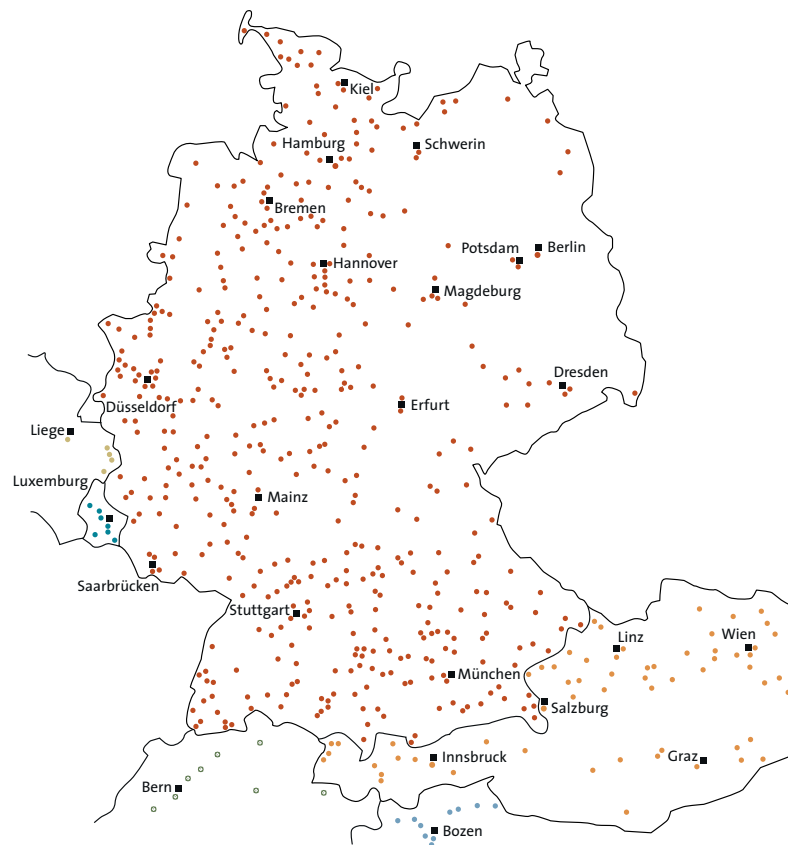 Kiel
Hamburg
Schwerin
Bremen
Potsdam
Berlin
Hannover
Magdeburg
Dresden
Düsseldorf
Erfurt
Liege
Luxemburg
Mainz
Saarbrücken
Stuttgart
Linz
Wien
München
Salzburg
Innsbruck
Graz
Bern
Bozen